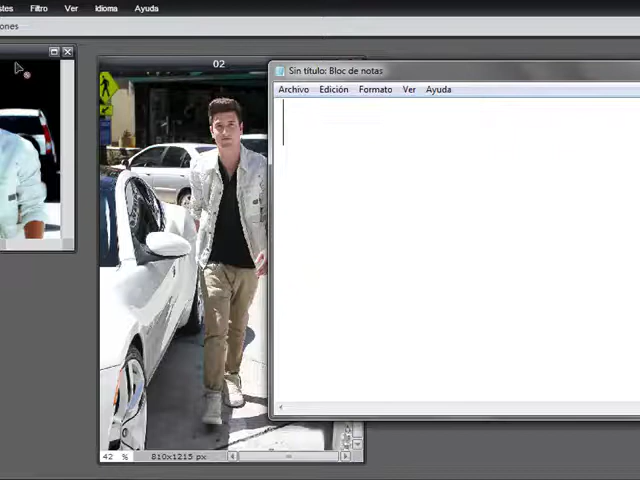 stes Filtro Ver Idioma Ayuda
ones
02
Sin título: Bloc de notas
Archivo Edición Formato Ver Ayuda
42 % 810x1215 px